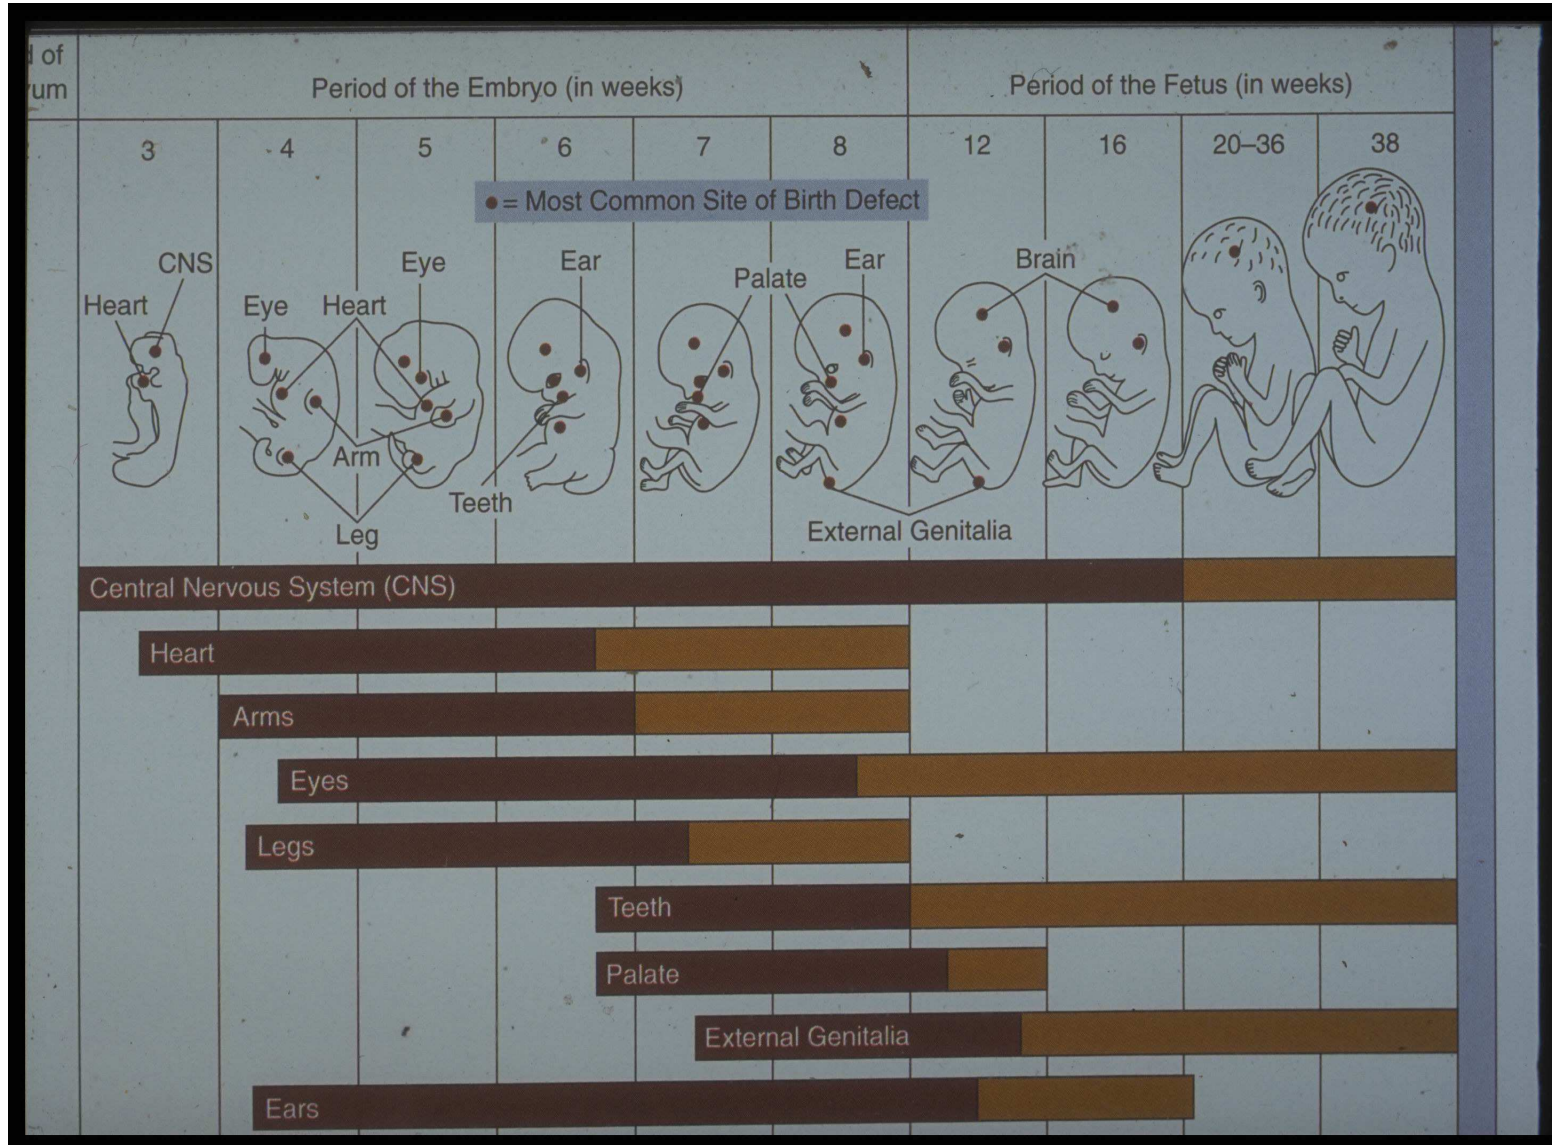 d of
um
Period of the Embryo (in weeks)
Period of the Fetus (in weeks)
3 4 5 6 7 8 12 16 20–36 38
● = Most Common Site of Birth Defect
CNS
Heart
Eye
Heart
Eye
Ear
Palate
Ear
Brain
Arm
Leg
Teeth
External Genitalia
Central Nervous System (CNS)
Heart
Arms
Eyes
Legs
Teeth
Palate
External Genitalia
Ears